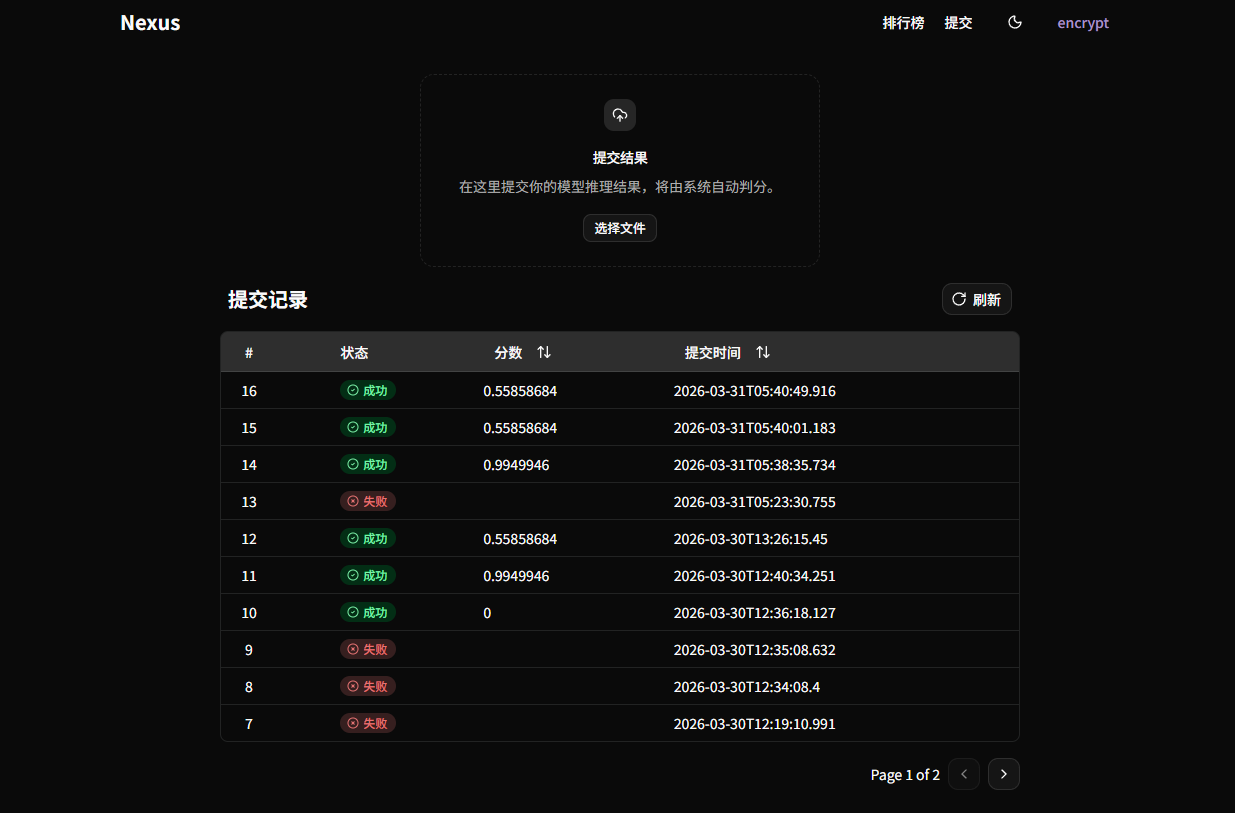 Nexus 排行榜 提交 encrypt
提交结果
在这里提交你的模型推理结果，将由系统自动判分。
选择文件
提交记录 刷新
# 状态 分数 提交时间
16 成功 0.55858684 2026-03-31T05:40:49.916
15 成功 0.55858684 2026-03-31T05:40:01.183
14 成功 0.9949946 2026-03-31T05:38:35.734
13 失败 2026-03-31T05:23:30.755
12 成功 0.55858684 2026-03-30T13:26:15.45
11 成功 0.9949946 2026-03-30T12:40:34.251
10 成功 0 2026-03-30T12:36:18.127
9 失败 2026-03-30T12:35:08.632
8 失败 2026-03-30T12:34:08.4
7 失败 2026-03-30T12:19:10.991
Page 1 of 2